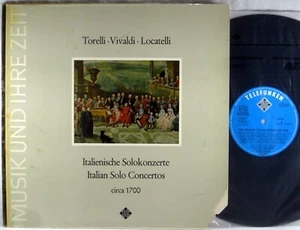 MUSIK UND IHRE ZEIT
Torelli · Vivaldi · Locatelli
Italienische Solokonzerte
Italian Solo Concertos
circa 1700
TELEFUNKEN